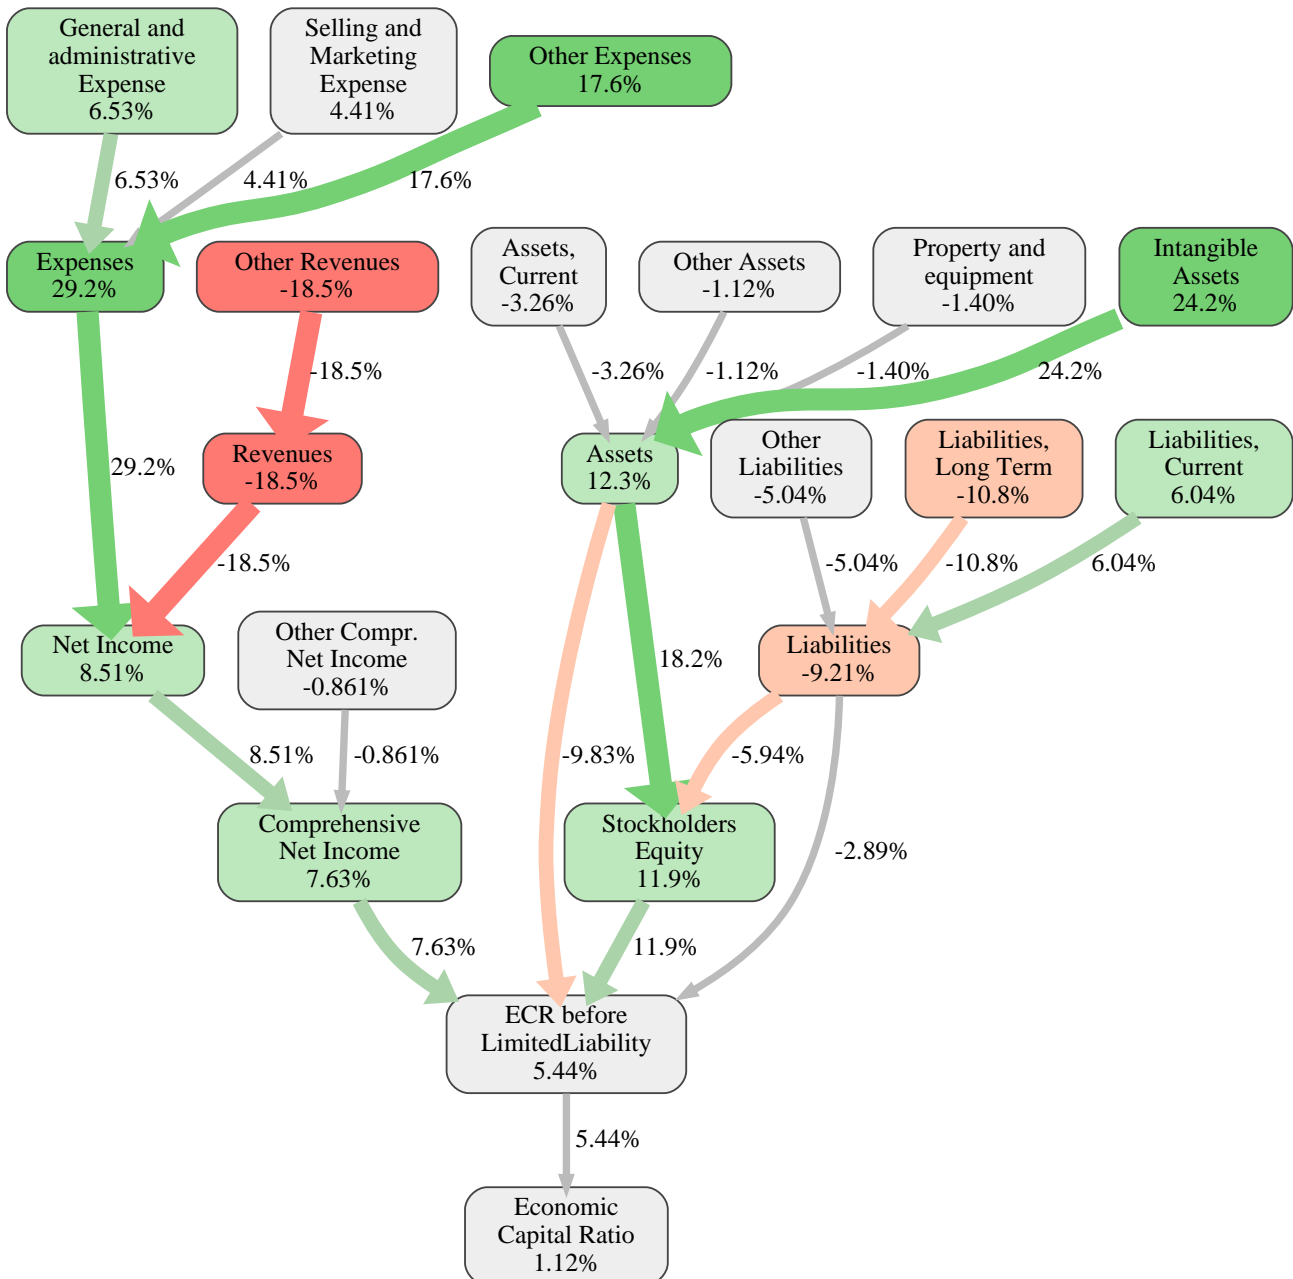 General and
administrative
Expense
6.53%
Selling and
Marketing
Expense
4.41%
Other Expenses
17.6%
6.53%
4.41%
17.6%
Expenses
29.2%
Other Revenues
-18.5%
Assets,
Current
-3.26%
Other Assets
-1.12%
Property and
equipment
-1.40%
Intangible
Assets
24.2%
-18.5%
-3.26%
-1.12%
-1.40%
24.2%
29.2%
Revenues
-18.5%
Assets
12.3%
Other
Liabilities
-5.04%
Liabilities,
Long Term
-10.8%
Liabilities,
Current
6.04%
-18.5%
-5.04%
-10.8%
6.04%
Net Income
8.51%
Other Compr.
Net Income
-0.861%
18.2%
Liabilities
-9.21%
8.51%
-0.861%
-9.83%
-5.94%
Comprehensive
Net Income
7.63%
Stockholders
Equity
11.9%
-2.89%
7.63%
11.9%
ECR before
LimitedLiability
5.44%
5.44%
Economic
Capital Ratio
1.12%